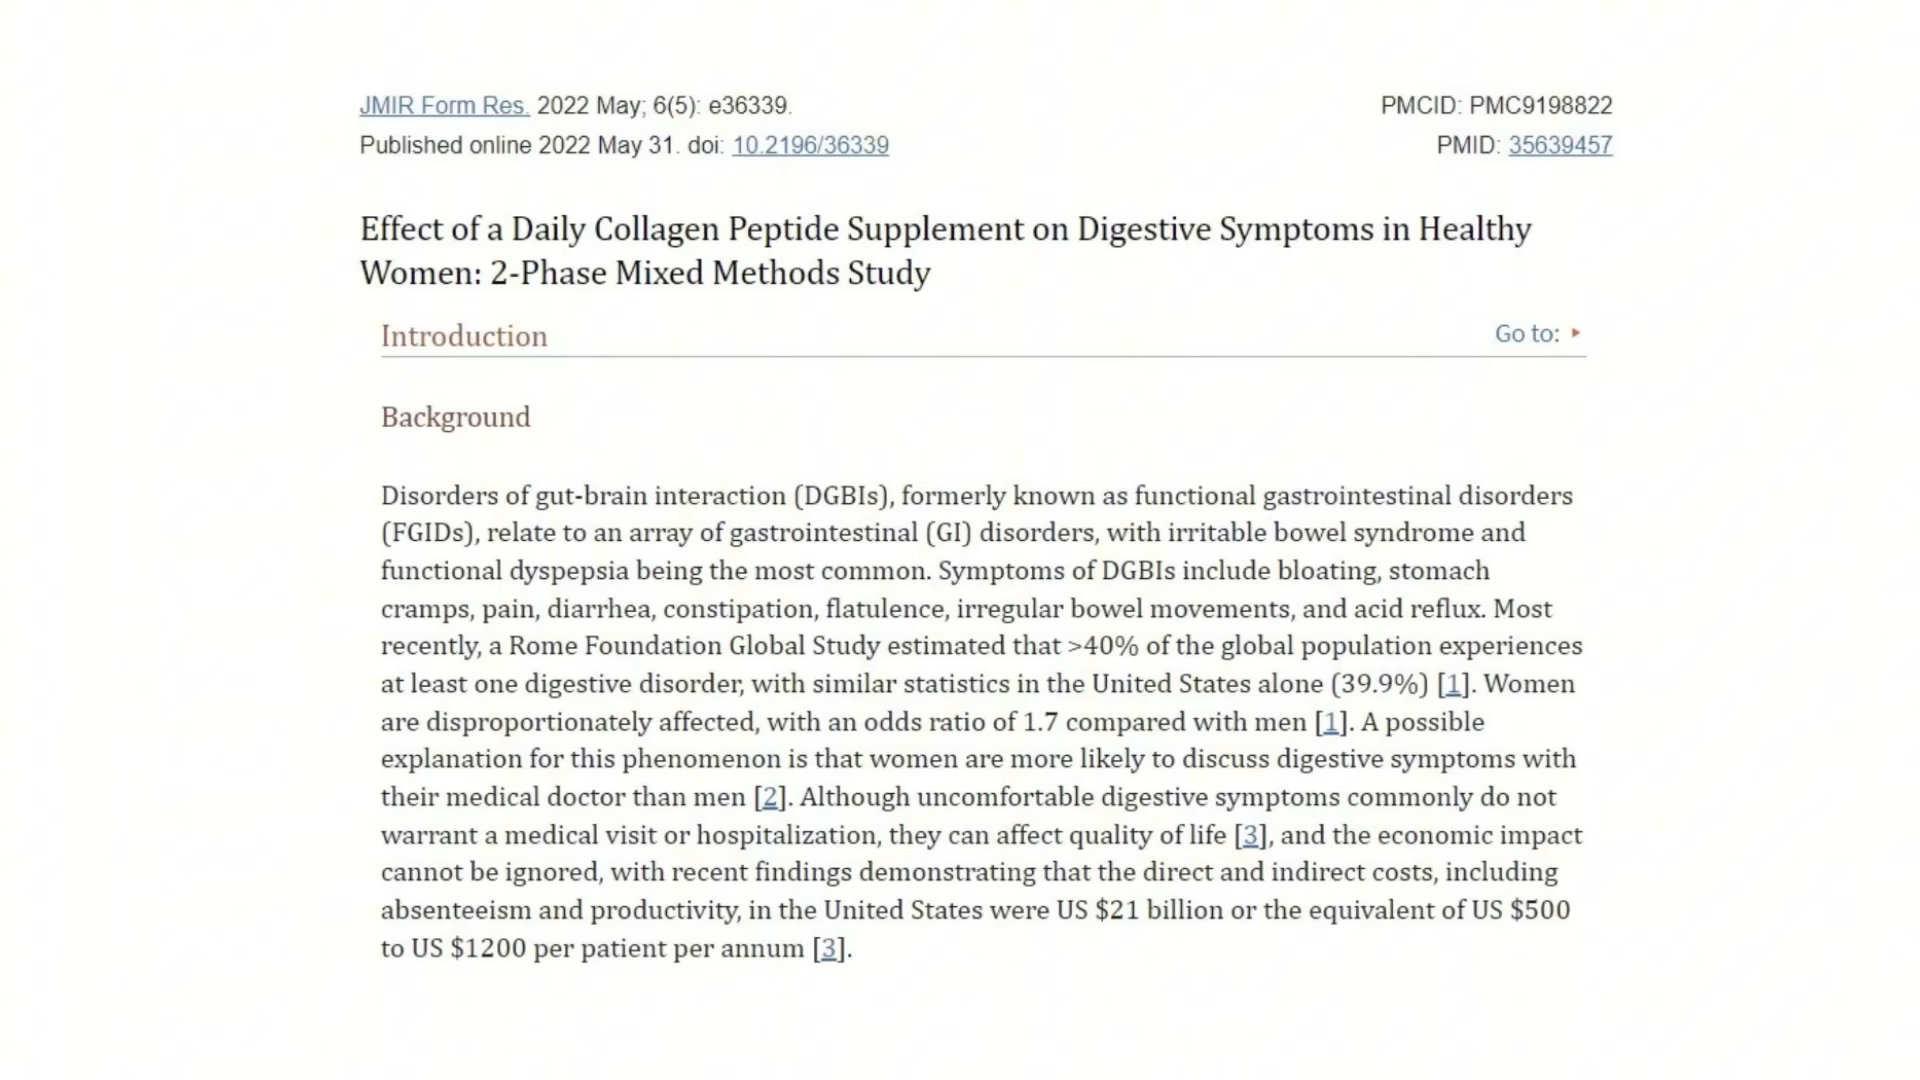 JMIR Form Res. 2022 May; 6(5): e36339.
PMCID: PMC9198822
Published online 2022 May 31. doi: 10.2196/36339
PMID: 35639457
Effect of a Daily Collagen Peptide Supplement on Digestive Symptoms in Healthy
Women: 2-Phase Mixed Methods Study
Introduction
Go to: ▸
Background
Disorders of gut-brain interaction (DGBIs), formerly known as functional gastrointestinal disorders
(FGIDs), relate to an array of gastrointestinal (GI) disorders, with irritable bowel syndrome and
functional dyspepsia being the most common. Symptoms of DGBIs include bloating, stomach
cramps, pain, diarrhea, constipation, flatulence, irregular bowel movements, and acid reflux. Most
recently, a Rome Foundation Global Study estimated that >40% of the global population experiences
at least one digestive disorder, with similar statistics in the United States alone (39.9%) [1]. Women
are disproportionately affected, with an odds ratio of 1.7 compared with men [1]. A possible
explanation for this phenomenon is that women are more likely to discuss digestive symptoms with
their medical doctor than men [2]. Although uncomfortable digestive symptoms commonly do not
warrant a medical visit or hospitalization, they can affect quality of life [3], and the economic impact
cannot be ignored, with recent findings demonstrating that the direct and indirect costs, including
absenteeism and productivity, in the United States were US $21 billion or the equivalent of US $500
to US $1200 per patient per annum [3].